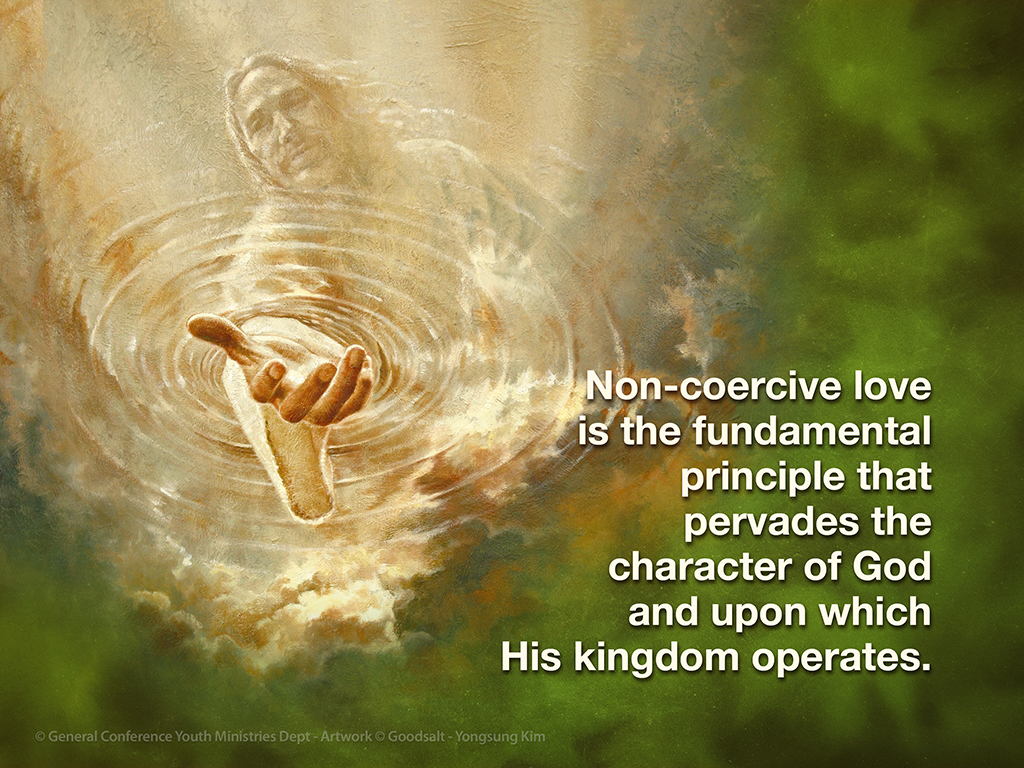 Non-coercive love
is the fundamental
principle that
pervades the
character of God
and upon which
His kingdom operates.
© General Conference Youth Ministries Dept - Artwork © Goodsalt - Yongsung Kim